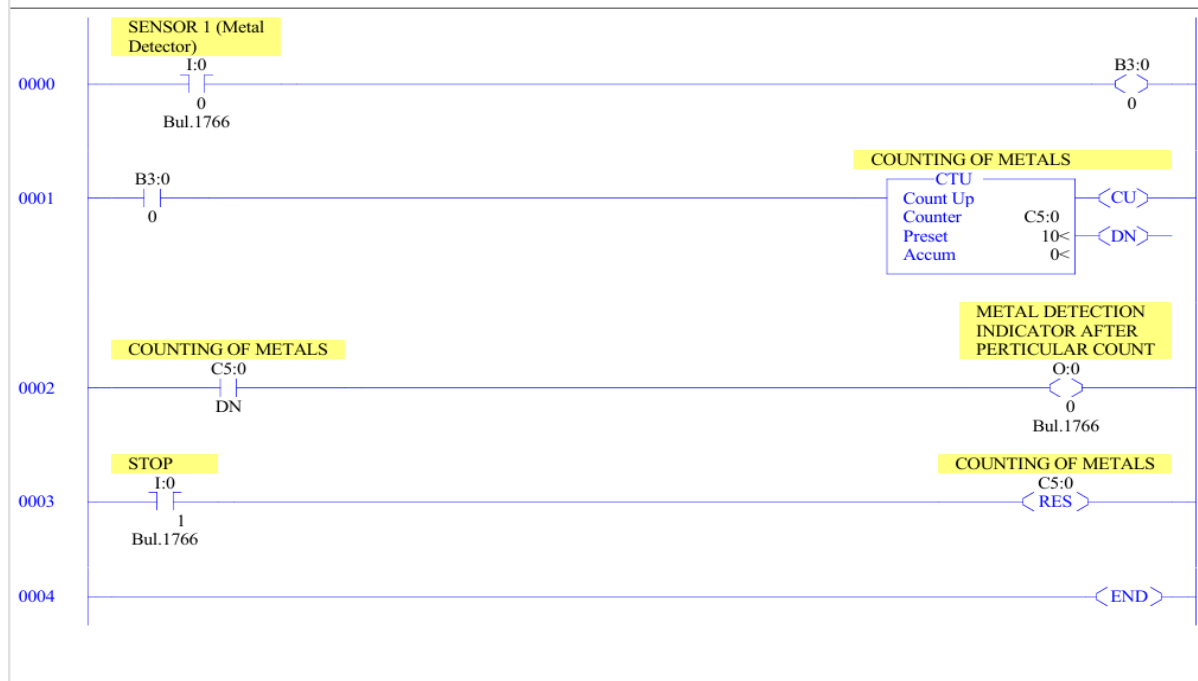 SENSOR 1 (Metal
Detector)
I:0
0000
0
Bul.1766
B3:0
0
COUNTING OF METALS
B3:0
0001
0
CTU
Count Up
Counter C5:0
Preset 10<
Accum 0<
CU
DN
METAL DETECTION
INDICATOR AFTER
PERTICULAR COUNT
COUNTING OF METALS
C5:0
0002
DN
O:0
0
Bul.1766
STOP
I:0
0003
1
Bul.1766
COUNTING OF METALS
C5:0
RES
0004
END